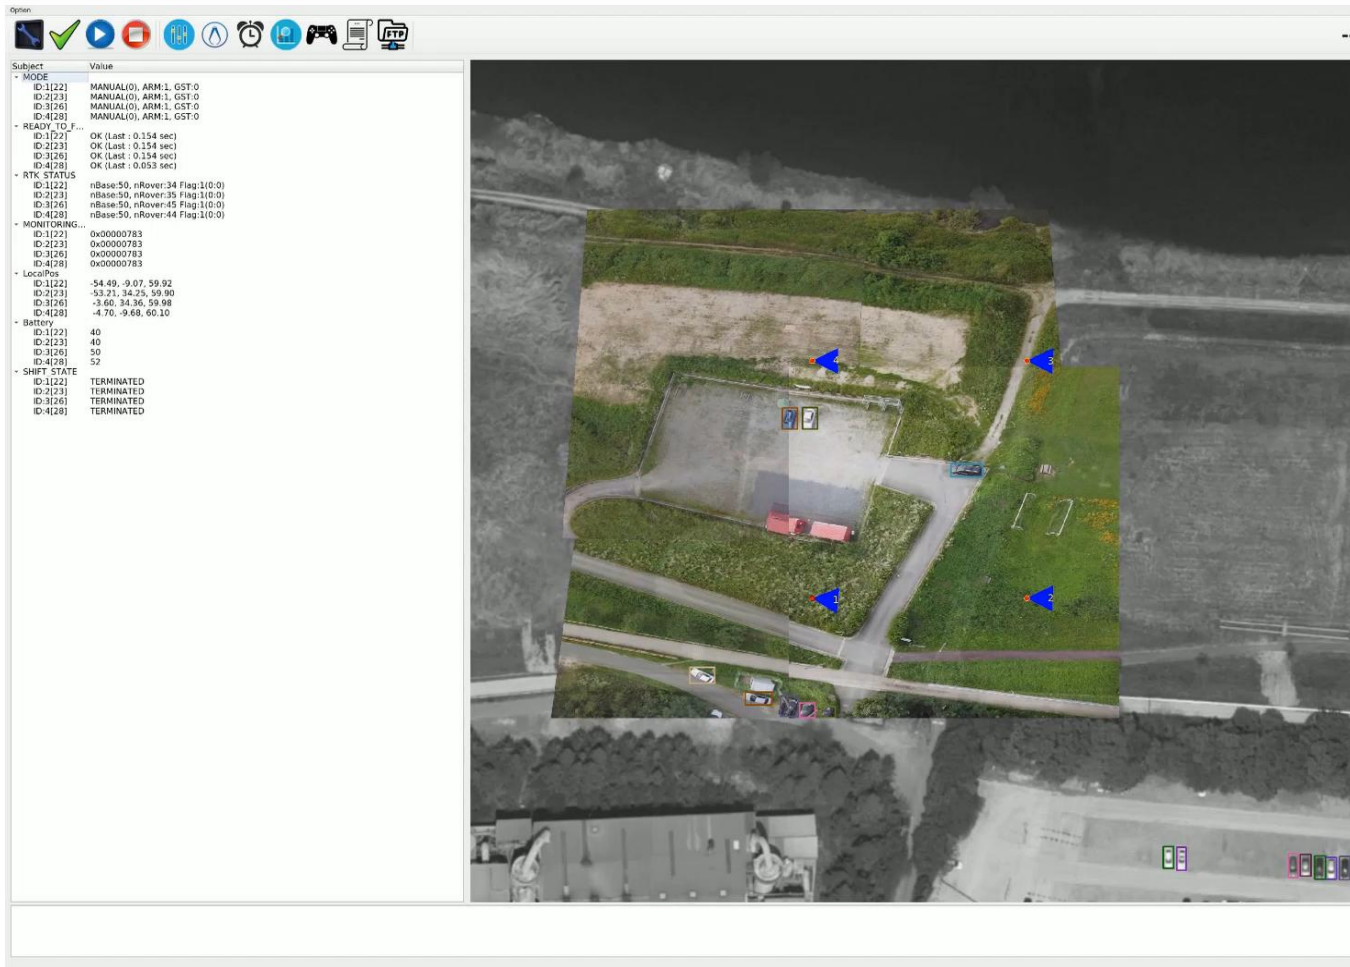 Option
FTP
Subject Value
MODE
ID:1[22] MANUAL(0), ARM:1, GST:0
ID:2[23] MANUAL(0), ARM:1, GST:0
ID:3[26] MANUAL(0), ARM:1, GST:0
ID:4[28] MANUAL(0), ARM:1, GST:0
READY_TO_F...
ID:1[22] OK (Last : 0.154 sec)
ID:2[23] OK (Last : 0.154 sec)
ID:3[26] OK (Last : 0.154 sec)
ID:4[28] OK (Last : 0.053 sec)
RTK_STATUS
ID:1[22] nBase:50, nRover:34 Flag:1(0:0)
ID:2[23] nBase:50, nRover:35 Flag:1(0:0)
ID:3[26] nBase:50, nRover:45 Flag:1(0:0)
ID:4[28] nBase:50, nRover:44 Flag:1(0:0)
MONITORING...
ID:1[22] 0x00000783
ID:2[23] 0x00000783
ID:3[26] 0x00000783
ID:4[28] 0x00000783
LocalPos
ID:1[22] -54.49, -9.07, 59.92
ID:2[23] -53.21, 34.25, 59.90
ID:3[26] -3.60, 34.36, 59.98
ID:4[28] -4.70, -9.68, 60.10
Battery
ID:1[22] 40
ID:2[23] 40
ID:3[26] 50
ID:4[28] 52
SHIFT_STATE
ID:1[22] TERMINATED
ID:2[23] TERMINATED
ID:3[26] TERMINATED
ID:4[28] TERMINATED
4
3
1
2